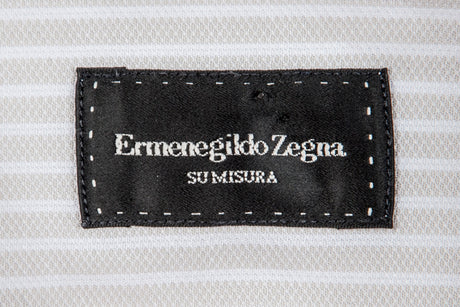 Ermenegildo Zegna
SU MISURA